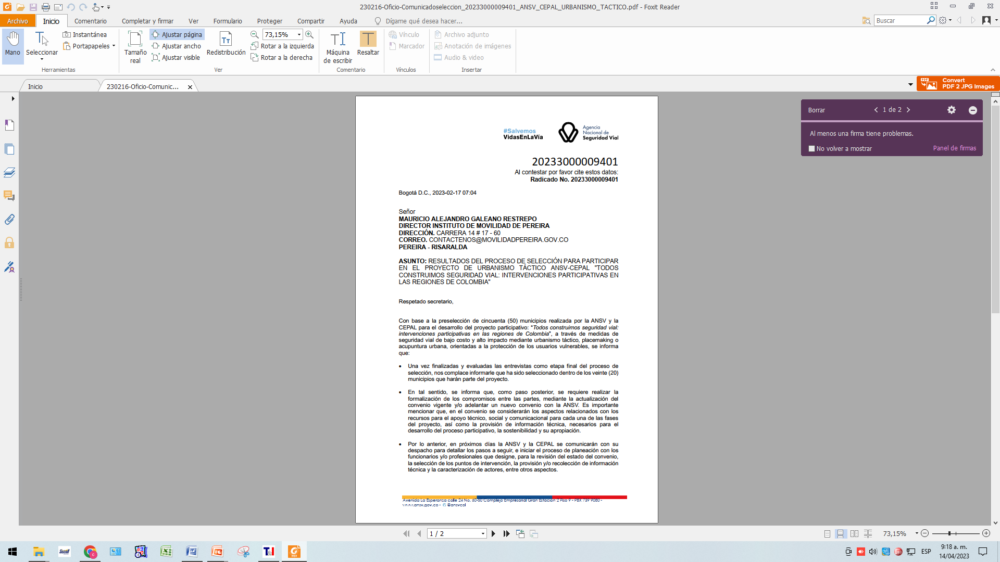 230216-Oficio-Comunicadoseleccion_20233000009401_ANSV_CEPAL_URBANISMO_TACTICO.pdf - Foxit Reader
Archivo Inicio Comentario Completar y firmar Ver Formulario Proteger Compartir Ayuda Dígame qué desea hacer... Buscar
Mano
Seleccionar
Instantánea
Portapapeles
Herramientas
Tamaño real
Ajustar página
Ajustar ancho
Ajustar visible
Redistribución
73,15%
Rotar a la izquierda
Rotar a la derecha
Ver
Máquina de escribir
Resaltar
Comentario
Vínculo
Marcador
Vínculos
Archivo adjunto
Anotación de imágenes
Audio & video
Insertar
Inicio
230216-Oficio-Comunic...
Convert
PDF 2 JPG Images
Borrar
1 de 2
Al menos una firma tiene problemas.
No volver a mostrar
Panel de firmas
#Salvemos
VidasEnLaVía
Agencia
Nacional de
Seguridad Vial
20233000009401
Al contestar por favor cite estos datos:
Radicado No. 20233000009401
Bogotá D.C., 2023-02-17 07:04
Señor
MAURICIO ALEJANDRO GALEANO RESTREPO
DIRECTOR INSTITUTO DE MOVILIDAD DE PEREIRA
DIRECCIÓN. CARRERA 14 # 17 - 60
CORREO. CONTACTENOS@MOVILIDADPEREIRA.GOV.CO
PEREIRA - RISARALDA
ASUNTO: RESULTADOS DEL PROCESO DE SELECCIÓN PARA PARTICIPAR
EN EL PROYECTO DE URBANISMO TÁCTICO ANSV-CEPAL "TODOS
CONSTRUIMOS SEGURIDAD VIAL: INTERVENCIONES PARTICIPATIVAS EN
LAS REGIONES DE COLOMBIA"
Respetado secretario,
Con base a la preselección de cincuenta (50) municipios realizada por la ANSV y la
CEPAL para el desarrollo del proyecto participativo: "Todos construimos seguridad vial:
intervenciones participativas en las regiones de Colombia", a través de medidas de
seguridad vial de bajo costo y alto impacto mediante urbanismo táctico, placemaking o
acupuntura urbana, orientadas a la protección de los usuarios vulnerables, se informa
que:
• Una vez finalizadas y evaluadas las entrevistas como etapa final del proceso de
selección, nos complace informarle que ha sido seleccionado dentro de los veinte (20)
municipios que harán parte del proyecto.
• En tal sentido, se informa que, como paso posterior, se requiere realizar la
formalización de los compromisos entre las partes, mediante la actualización del
convenio vigente y/o adelantar un nuevo convenio con la ANSV. Es importante
mencionar que, en el convenio se considerarán los aspectos relacionados con los
recursos para el apoyo técnico, social y comunicacional para cada una de las fases
del proyecto, así como la provisión de información técnica, necesarios para el
desarrollo del proceso participativo, la sostenibilidad y su apropiación.
• Por lo anterior, en próximos días la ANSV y la CEPAL se comunicarán con su
despacho para detallar los pasos a seguir, e iniciar el proceso de planeación con los
funcionarios y/o profesionales que designe, para la revisión del estado del convenio,
la selección de los puntos de intervención, la provisión y/o recolección de información
técnica y la caracterización de actores, entre otros aspectos.
Avenida La Esperanza calle 24 No. 60-50 Complejo Empresarial Gran Estación 2 Piso 9 - PBX 739 9080 -
www.ansv.gov.co - @ansvcol
1 / 2
73,15%
ESP
9:18 a. m.
14/04/2023